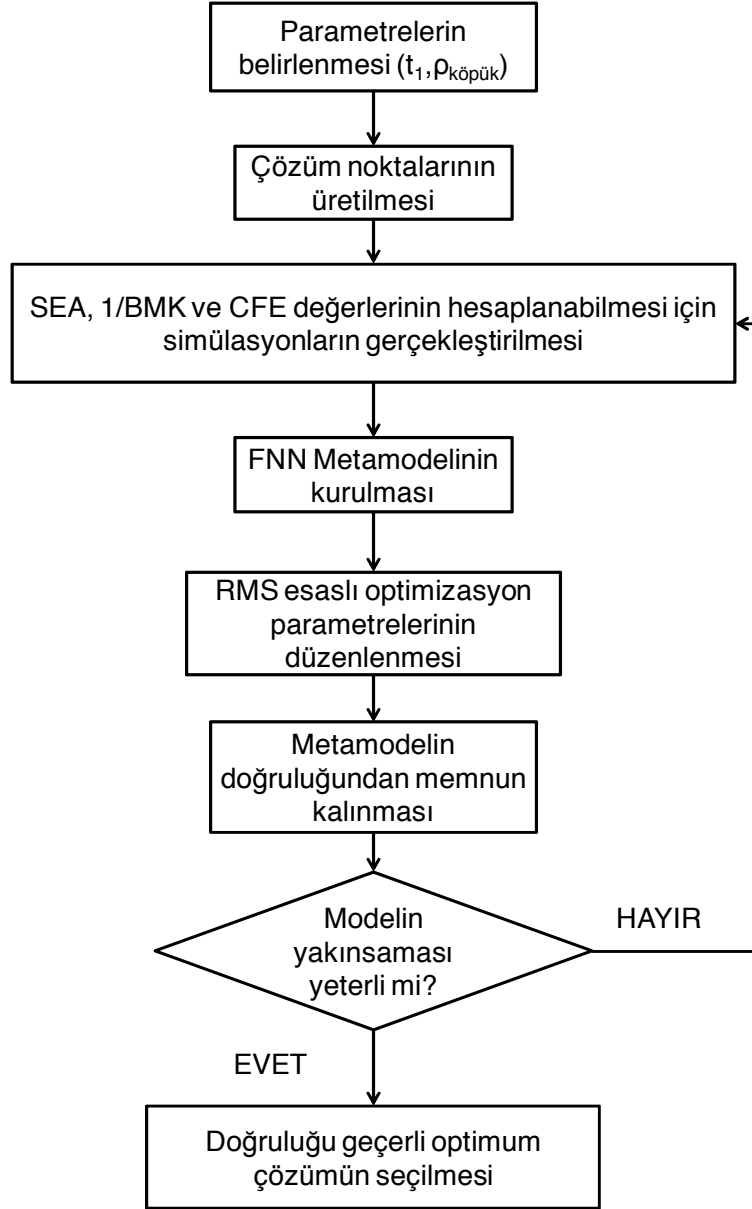 Parametrelerin
belirlenmesi (t₁,ρköpük)
Çözüm noktalarının
üretilmesi
SEA, 1/BMK ve CFE değerlerinin hesaplanabilmesi için
simülasyonların gerçekleştirilmesi
FNN Metamodelinin
kurulması
RMS esaslı optimizasyon
parametrelerinin
düzenlenmesi
Metamodelin
doğruluğundan memnun
kalınması
Modelin
yakınsaması
yeterli mi?
HAYIR
EVET
Doğruluğu geçerli optimum
çözümün seçilmesi